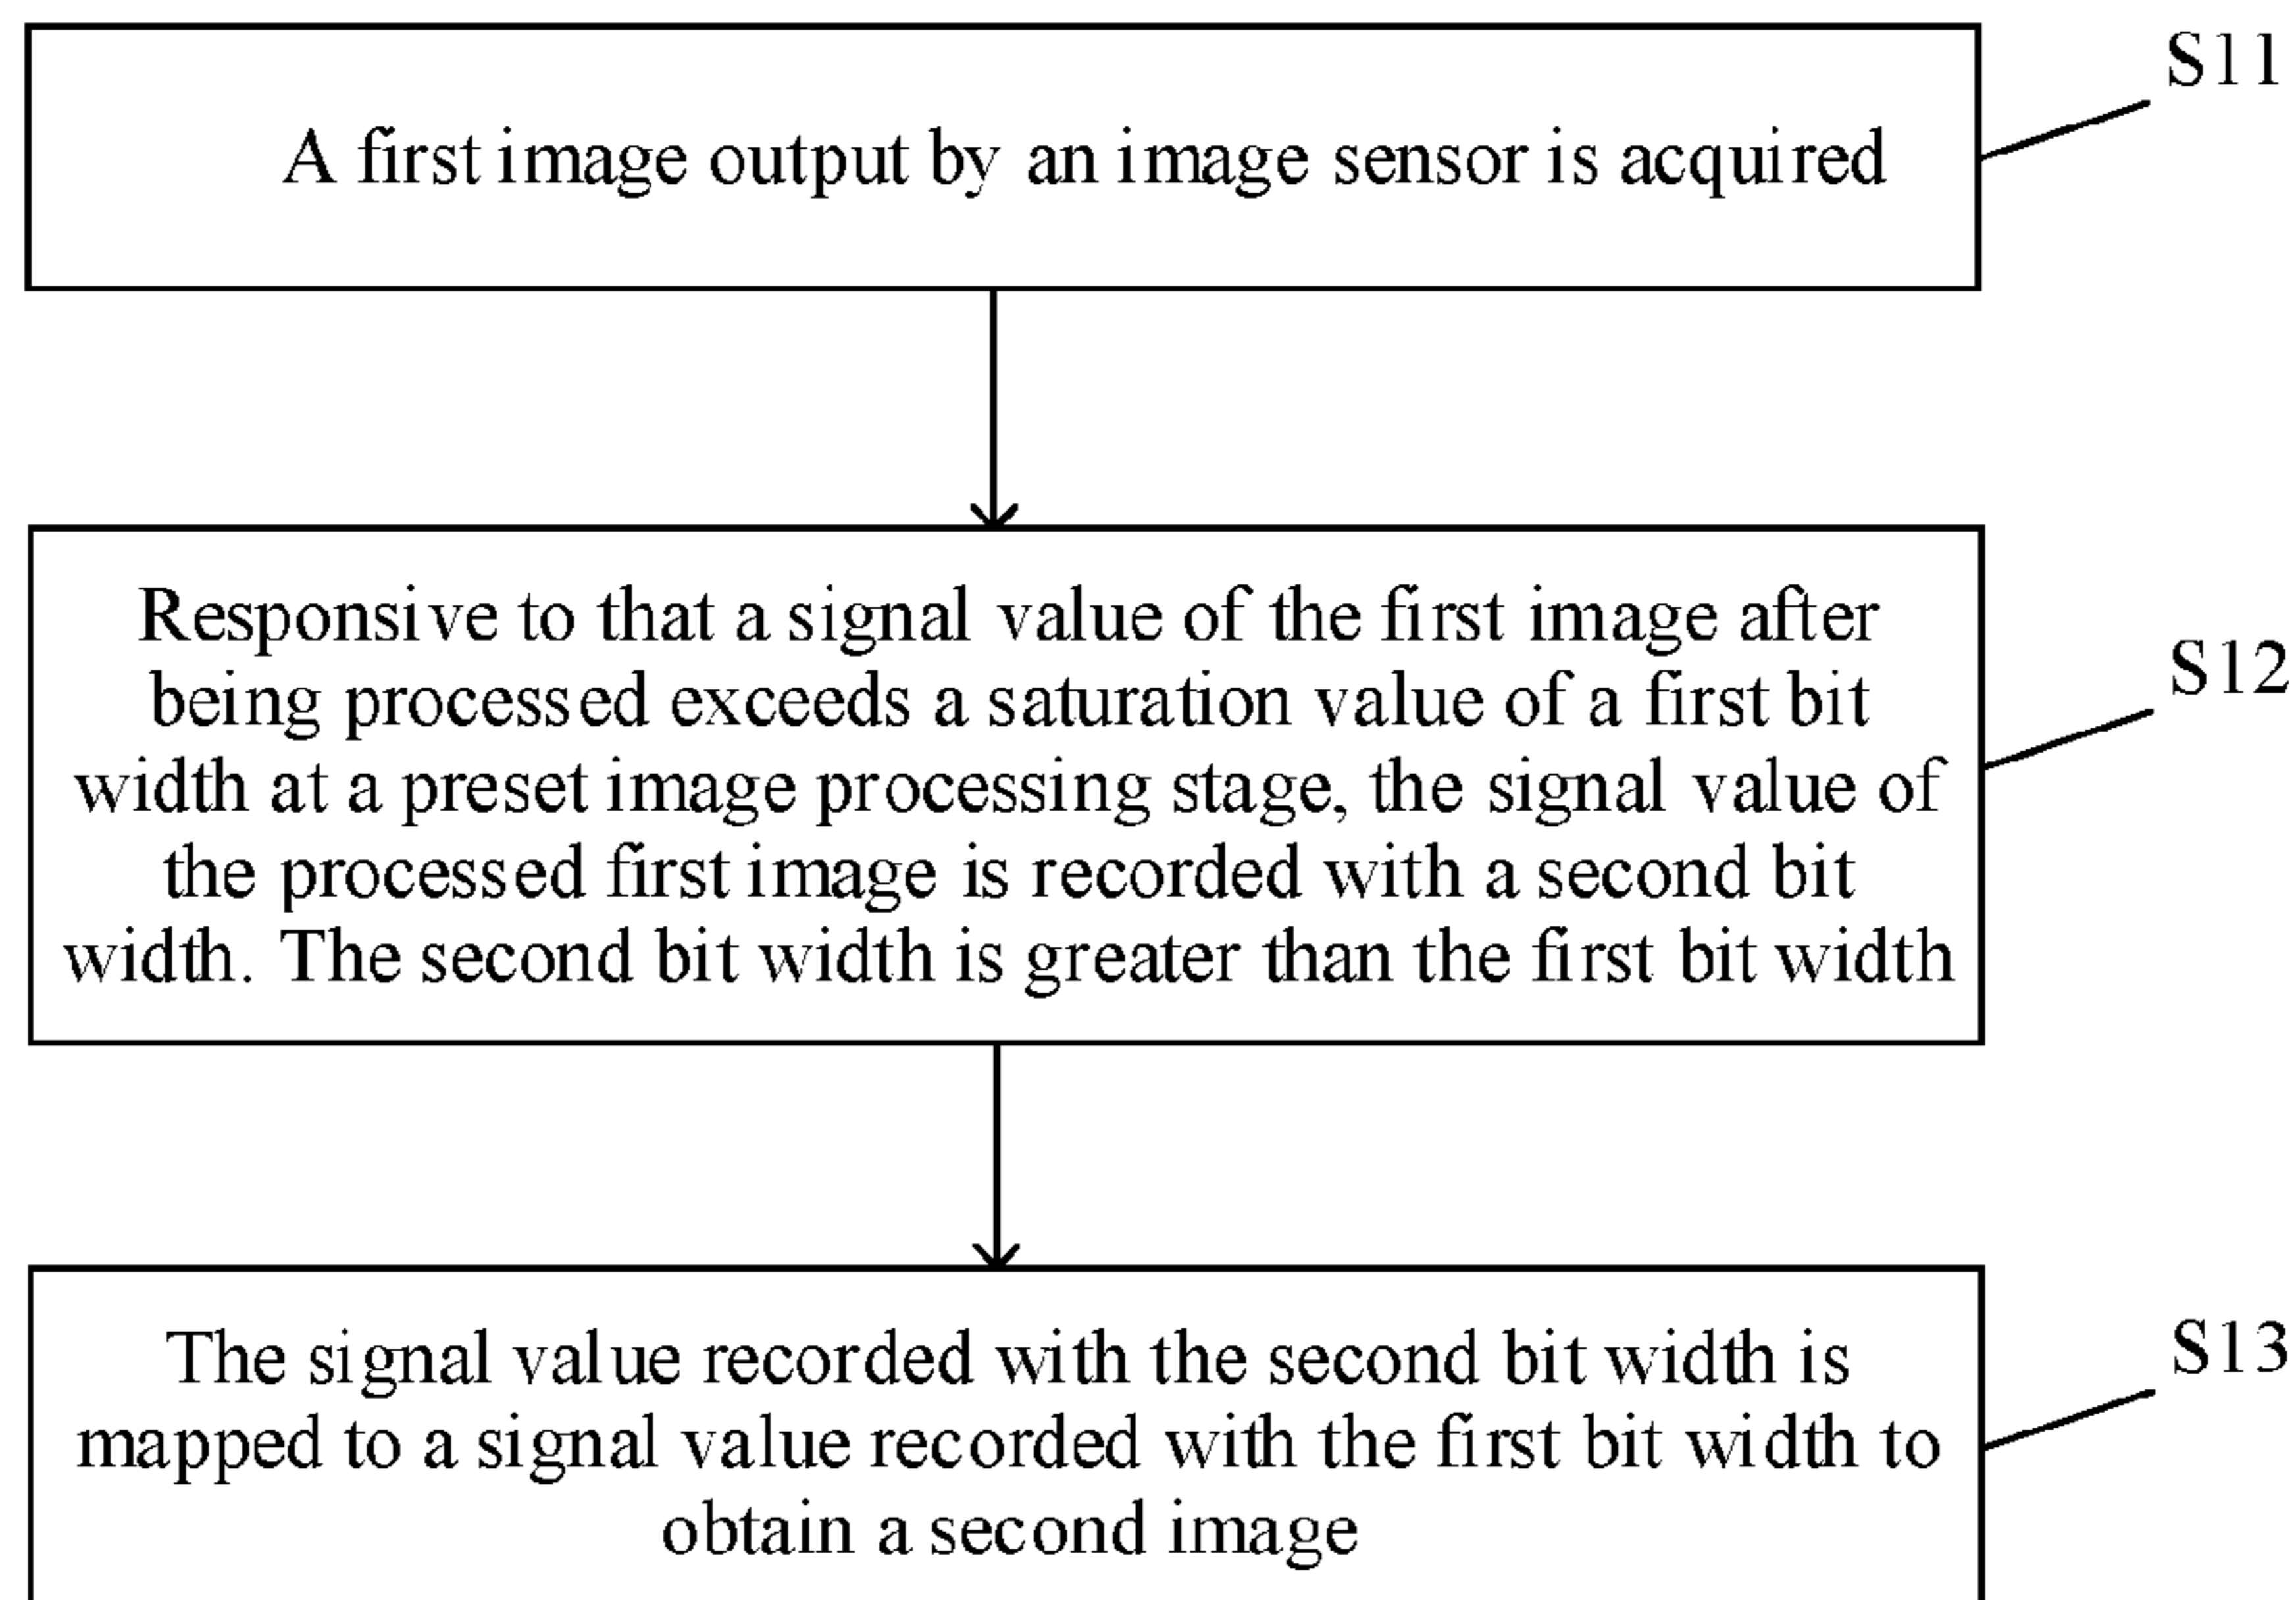 S11
A first image output by an image sensor is acquired
Responsive to that a signal value of the first image after
being processed exceeds a saturation value of a first bit
width at a preset image processing stage, the signal value of
the processed first image is recorded with a second bit
width. The second bit width is greater than the first bit width
S12
The signal value recorded with the second bit width is
mapped to a signal value recorded with the first bit width to
obtain a second image
S13